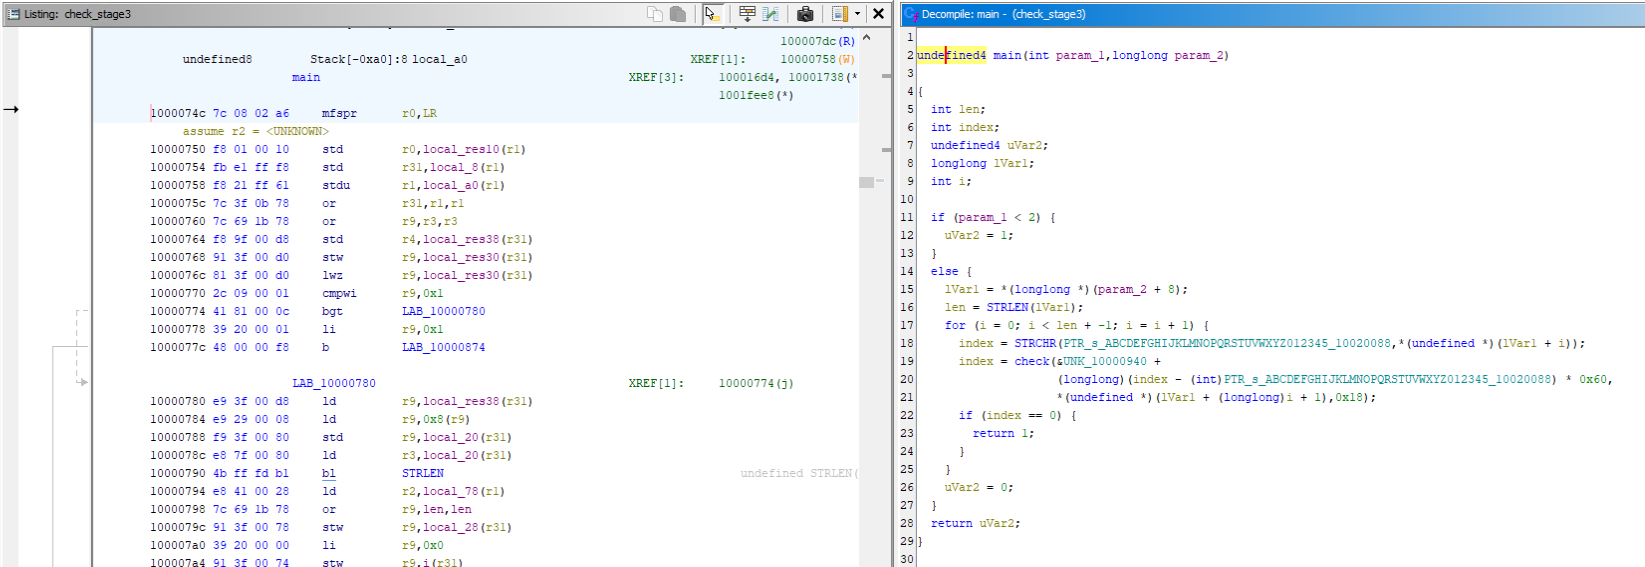 Listing: check_stage3
100007dc(R)
undefined8 Stack[-0xa0]:8 local_a0 XREF[1]: 10000758(W)
main XREF[3]: 100016d4, 10001738(*
1001fee8(*)
1000074c 7c 08 02 a6 mfspr r0,LR
assume r2 = <UNKNOWN>
10000750 f8 01 00 10 std r0,local_res10(r1)
10000754 fb e1 ff f8 std r31,local_8(r1)
10000758 f8 21 ff 61 stdu r1,local_a0(r1)
1000075c 7c 3f 0b 78 or r31,r1,r1
10000760 7c 69 1b 78 or r9,r3,r3
10000764 f8 9f 00 d8 std r4,local_res38(r31)
10000768 91 3f 00 d0 stw r9,local_res30(r31)
1000076c 81 3f 00 d0 lwz r9,local_res30(r31)
10000770 2c 09 00 01 cmpwi r9,0x1
10000774 41 81 00 0c bgt LAB_10000780
10000778 39 20 00 01 li r9,0x1
1000077c 48 00 00 f8 b LAB_10000874
LAB_10000780 XREF[1]: 10000774(j)
10000780 e9 3f 00 d8 ld r9,local_res38(r31)
10000784 e9 29 00 08 ld r9,0x8(r9)
10000788 f9 3f 00 80 std r9,local_20(r31)
1000078c e8 7f 00 80 ld r3,local_20(r31)
10000790 4b ff fd b1 bl STRLEN undefined STRLEN(
10000794 e8 41 00 28 ld r2,local_78(r1)
10000798 7c 69 1b 78 or r9,len,len
1000079c 91 3f 00 78 stw r9,local_28(r31)
100007a0 39 20 00 00 li r9,0x0
100007a4 91 3f 00 74 stw r9,i(r31)
Decompile: main - (check_stage3)
1
2 undefined4 main(int param_1,longlong param_2)
3
4 {
5 int len;
6 int index;
7 undefined4 uVar2;
8 longlong lVar1;
9 int i;
10
11 if (param_1 < 2) {
12 uVar2 = 1;
13 }
14 else {
15 lVar1 = *(longlong *)(param_2 + 8);
16 len = STRLEN(lVar1);
17 for (i = 0; i < len + -1; i = i + 1) {
18 index = STRCHR(PTR_s_ABCDEFGHIJKLMNOPQRSTUVWXYZ012345_10020088,*(undefined *)(lVar1 + i));
19 index = check(&UNK_10000940 +
20 (longlong)(index - (int)PTR_s_ABCDEFGHIJKLMNOPQRSTUVWXYZ012345_10020088) * 0x60,
21 *(undefined *)(lVar1 + (longlong)i + 1),0x18);
22 if (index == 0) {
23 return 1;
24 }
25 }
26 uVar2 = 0;
27 }
28 return uVar2;
29 }
30